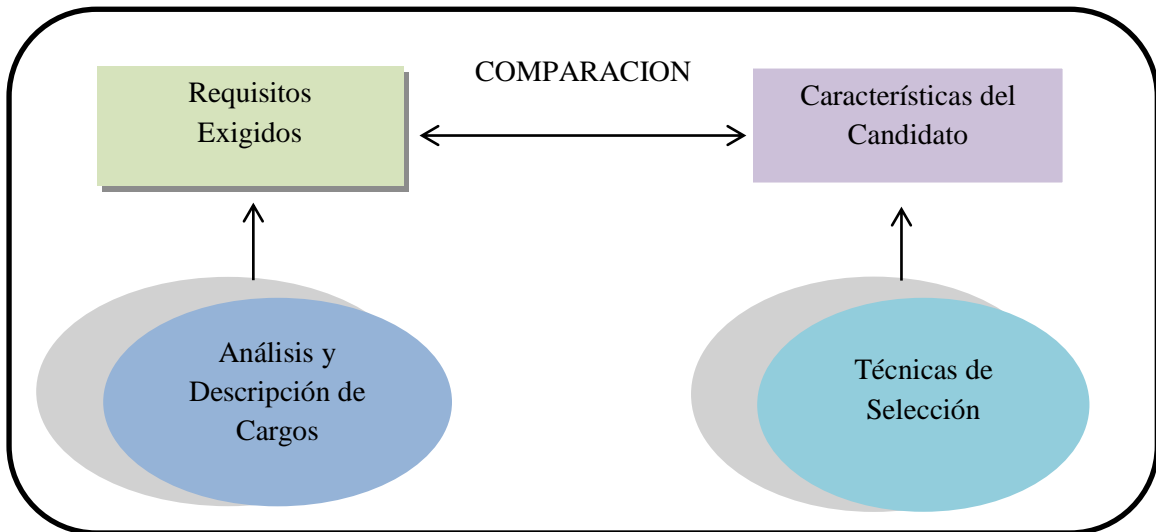 COMPARACION
Requisitos
Exigidos
Características del
Candidato
Análisis y
Descripción de
Cargos
Técnicas de
Selección